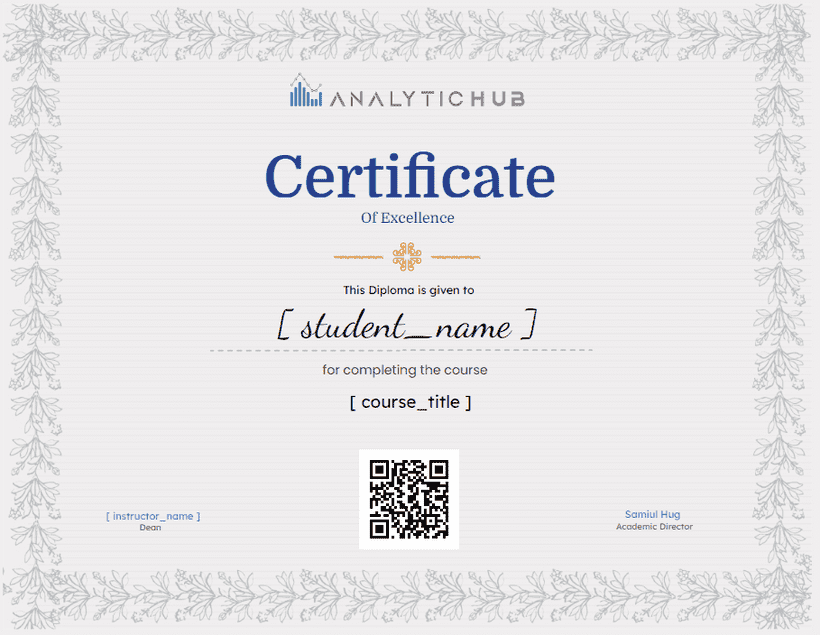 ANALYTICHUB
Certificate
Of Excellence
This Diploma is given to
[ student_name ]
for completing the course
[ course_title ]
[ instructor_name ]
Dean
Samiul Hug
Academic Director